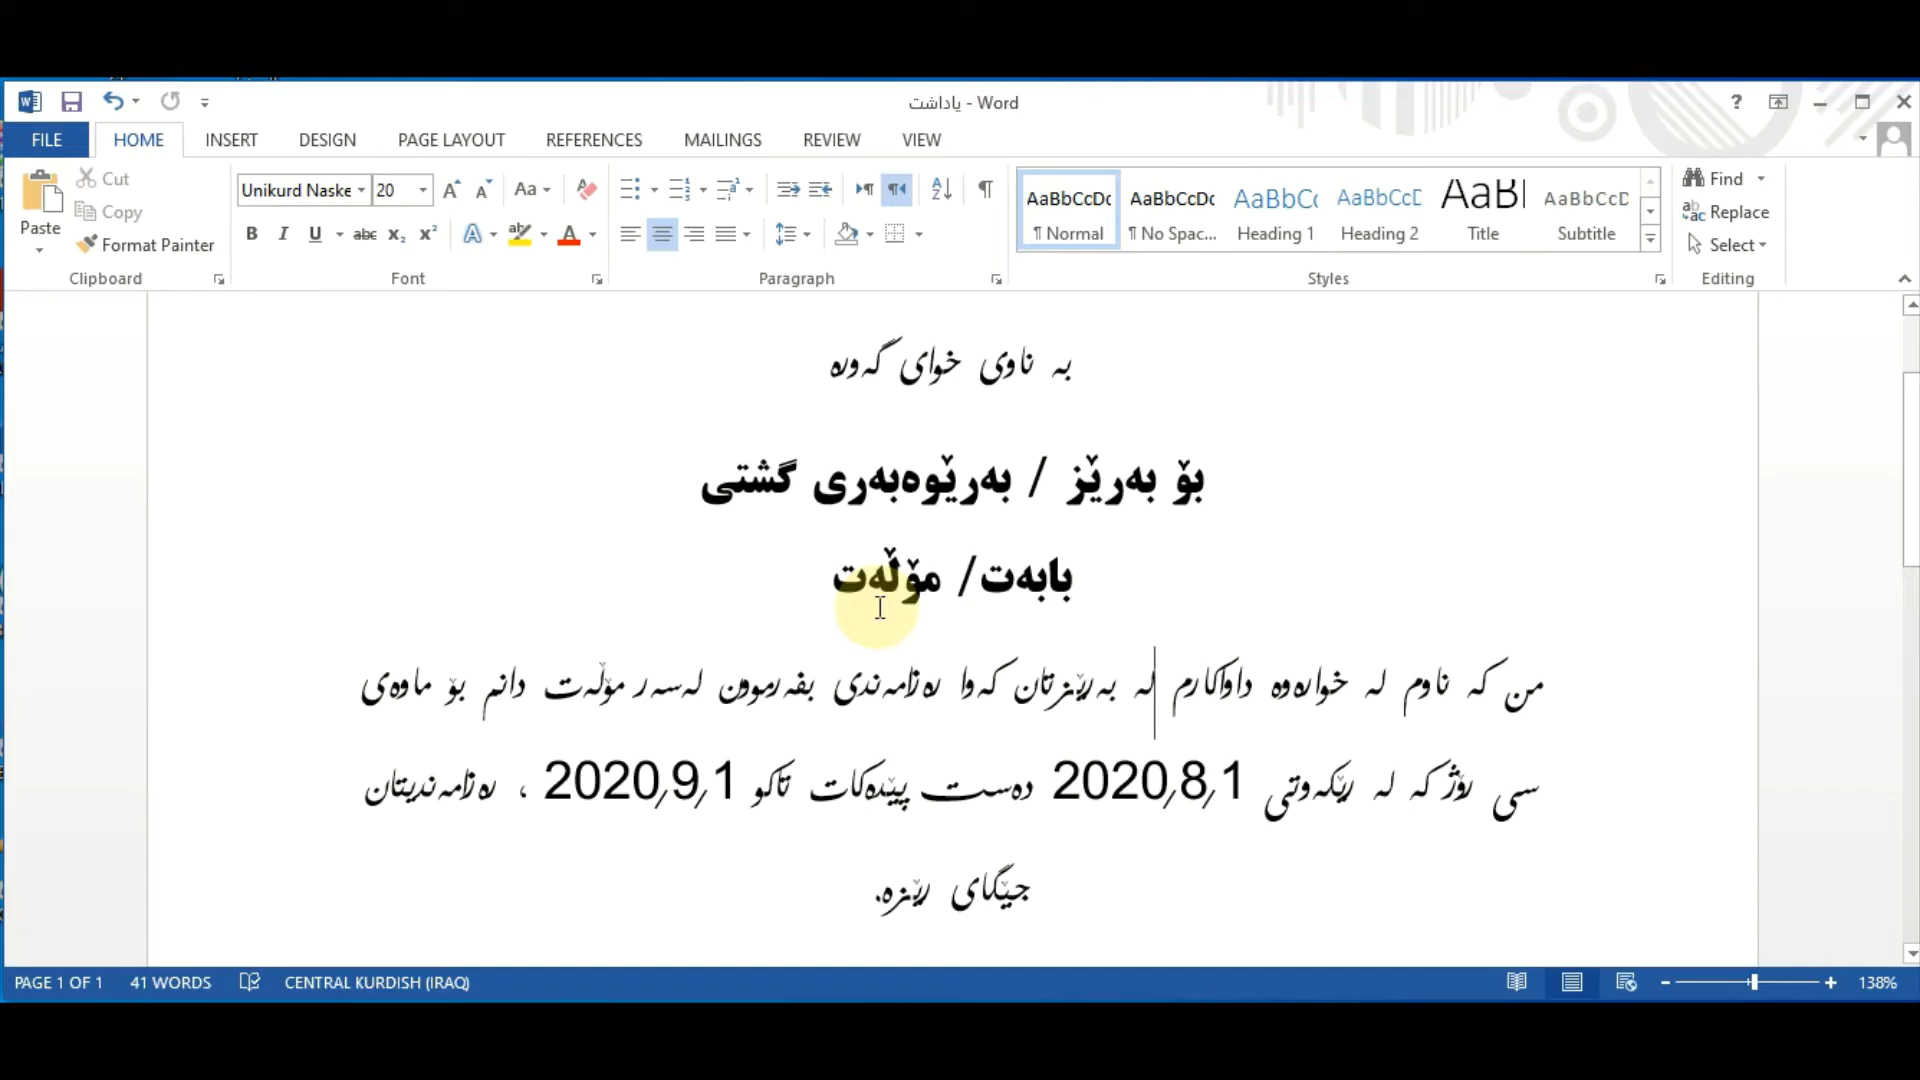 یاداشت - Word
FILE HOME INSERT DESIGN PAGE LAYOUT REFERENCES MAILINGS REVIEW VIEW
Paste
Cut
Copy
Format Painter
Clipboard
Unikurd Naske 20
Font
Paragraph
AaBbCcDc AaBbCcDc AaBbCc AaBbCcD AaB AaBbCcD
¶ Normal ¶ No Spac... Heading 1 Heading 2 Title Subtitle
Styles
Find
Replace
Select
Editing
بە ناوی خوای گەورە
بۆ بەڕێز / بەڕێوەبەری گشتی
بابەت/ مۆڵەت
من کە ناوم لە خوارەوە داواکارم لە بەڕێزتان کەوا ڕەزامەندی بفەرموون لەسەر مۆڵەت دانم بۆ ماوەی
سی ڕۆژ کە لە ڕێکەوتی 2020,8,1 دەست پێدەکات تاکو 2020,9,1 ، ڕەزامەندیتان
جێگای ڕێزە.
PAGE 1 OF 1 41 WORDS CENTRAL KURDISH (IRAQ) 138%